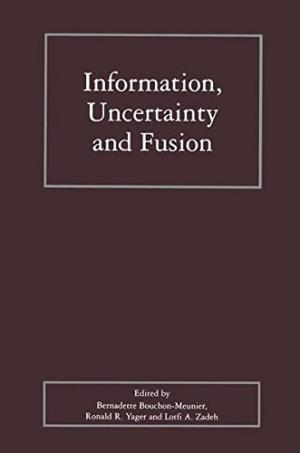 Information,
Uncertainty
and Fusion
Edited by
Bernadette Bouchon-Meunier,
Ronald R. Yager and Lotfi A. Zadeh